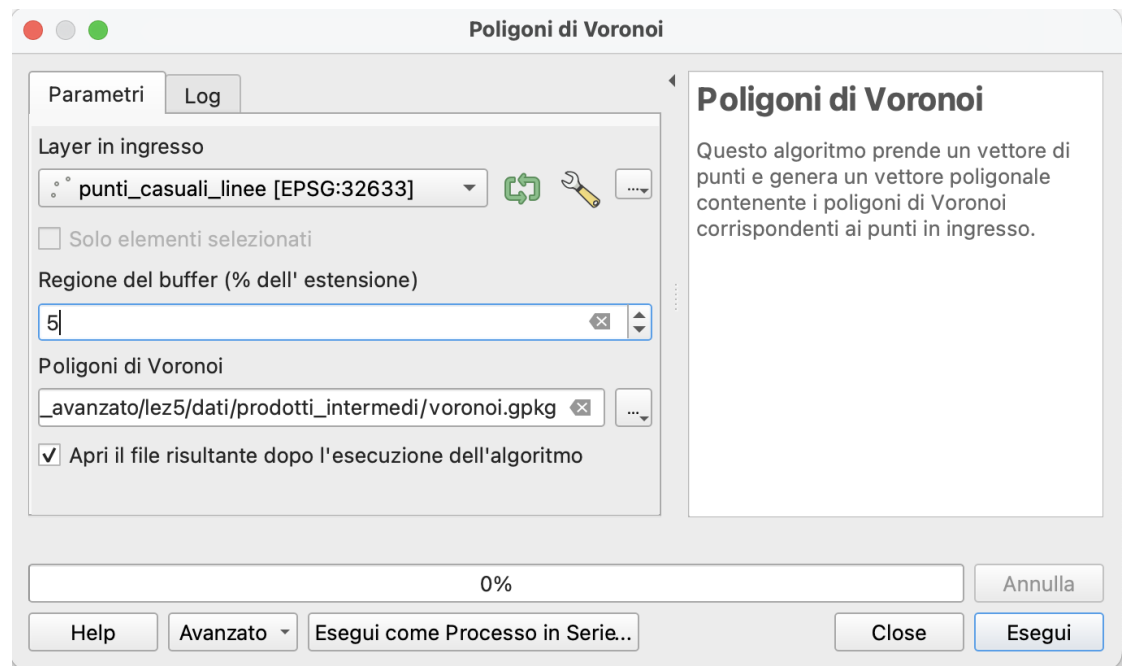 Poligoni di Voronoi
Parametri
Log
Layer in ingresso
punti_casuali_linee [EPSG:32633]
...
Solo elementi selezionati
Regione del buffer (% dell' estensione)
5
Poligoni di Voronoi
_avanzato/lez5/dati/prodotti_intermedi/voronoi.gpkg
...
Apri il file risultante dopo l'esecuzione dell'algoritmo
Poligoni di Voronoi
Questo algoritmo prende un vettore di
punti e genera un vettore poligonale
contenente i poligoni di Voronoi
corrispondenti ai punti in ingresso.
0%
Annulla
Help
Avanzato
Esegui come Processo in Serie...
Close
Esegui